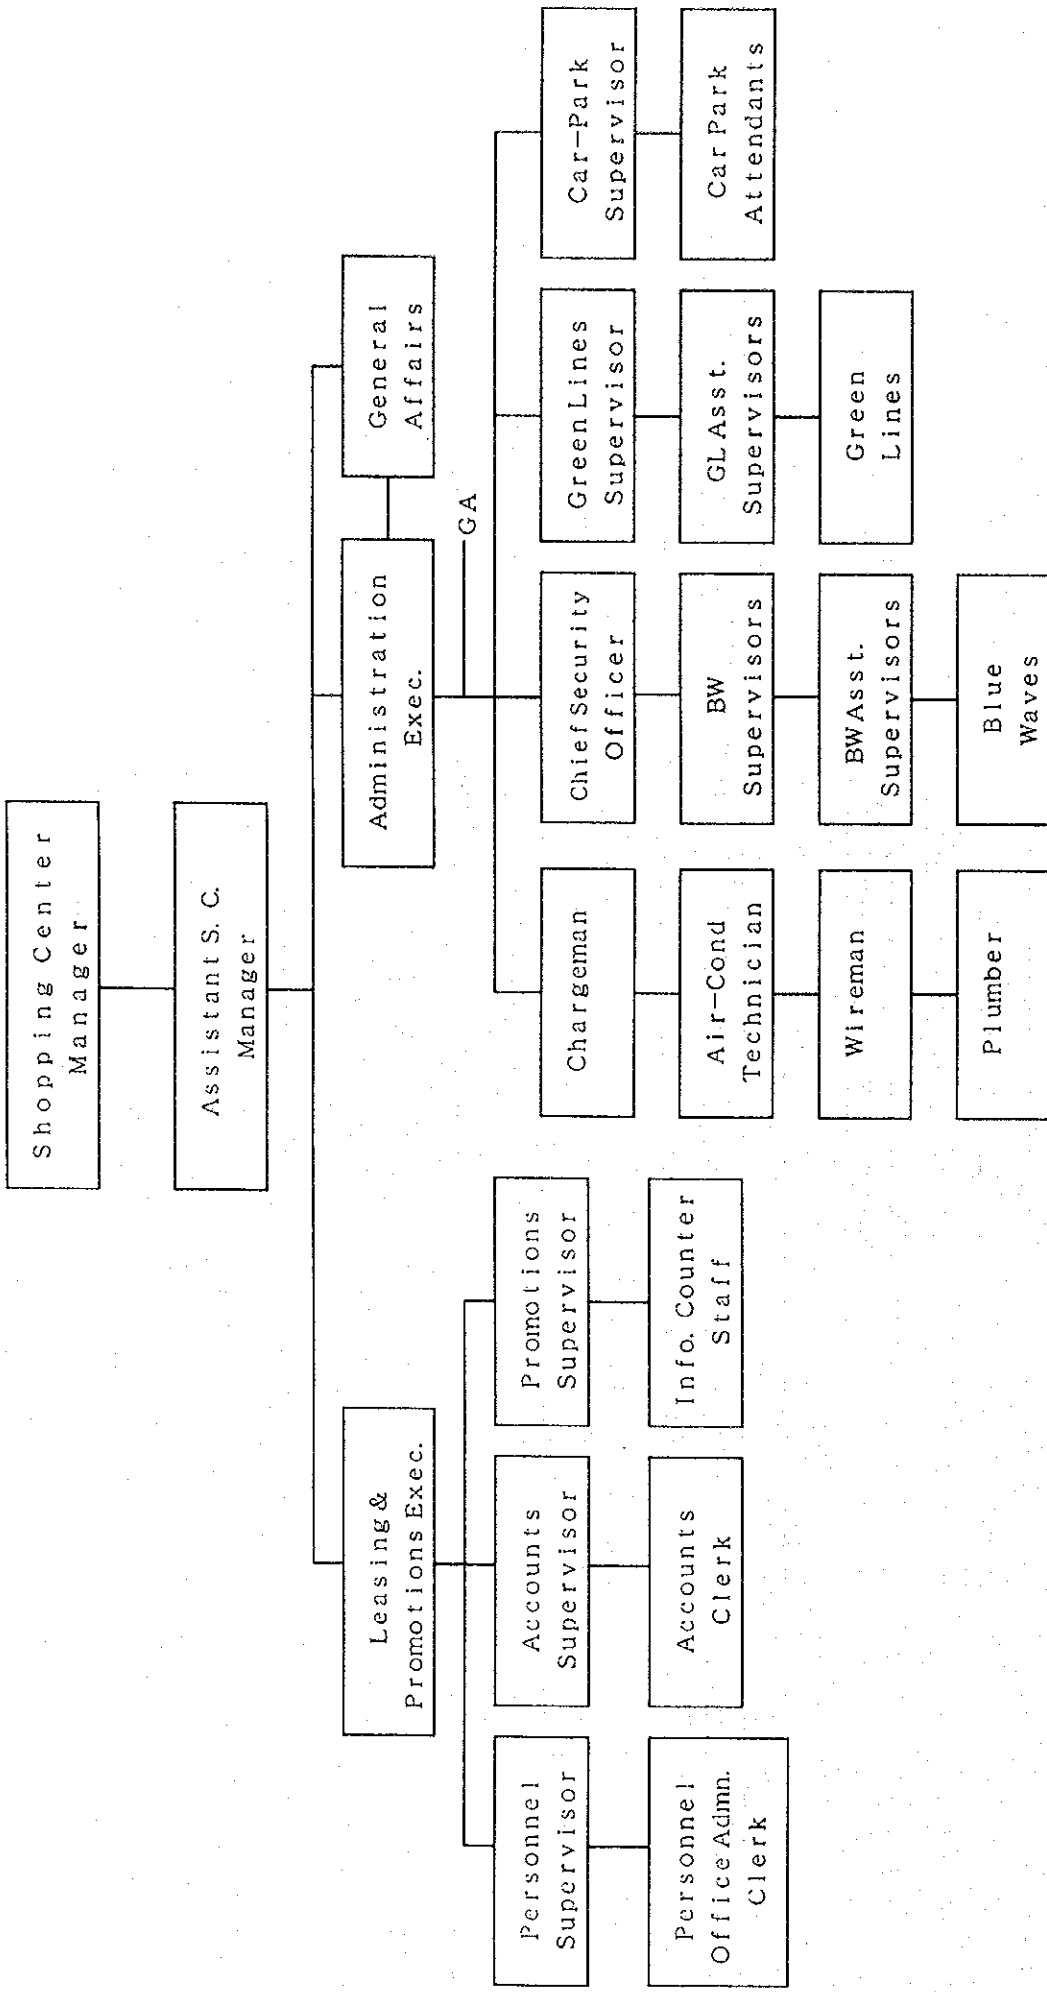 Shopping Center
Manager
Assistant S. C.
Manager
Leasing &
Promotions Exec.
Administration
Exec.
General
Affairs
GA
Personnel
Supervisor
Accounts
Supervisor
Promotions
Supervisor
Chargeman
Chief Security
Officer
Green Lines
Supervisor
Car-Park
Supervisor
Personnel
Office Admn.
Clerk
Accounts
Clerk
Info. Counter
Staff
Air-Cond
Technician
BW
Supervisors
GL Asst.
Supervisors
Car Park
Attendants
Wireman
BW Asst.
Supervisors
Green
Lines
Plumber
Blue
Waves